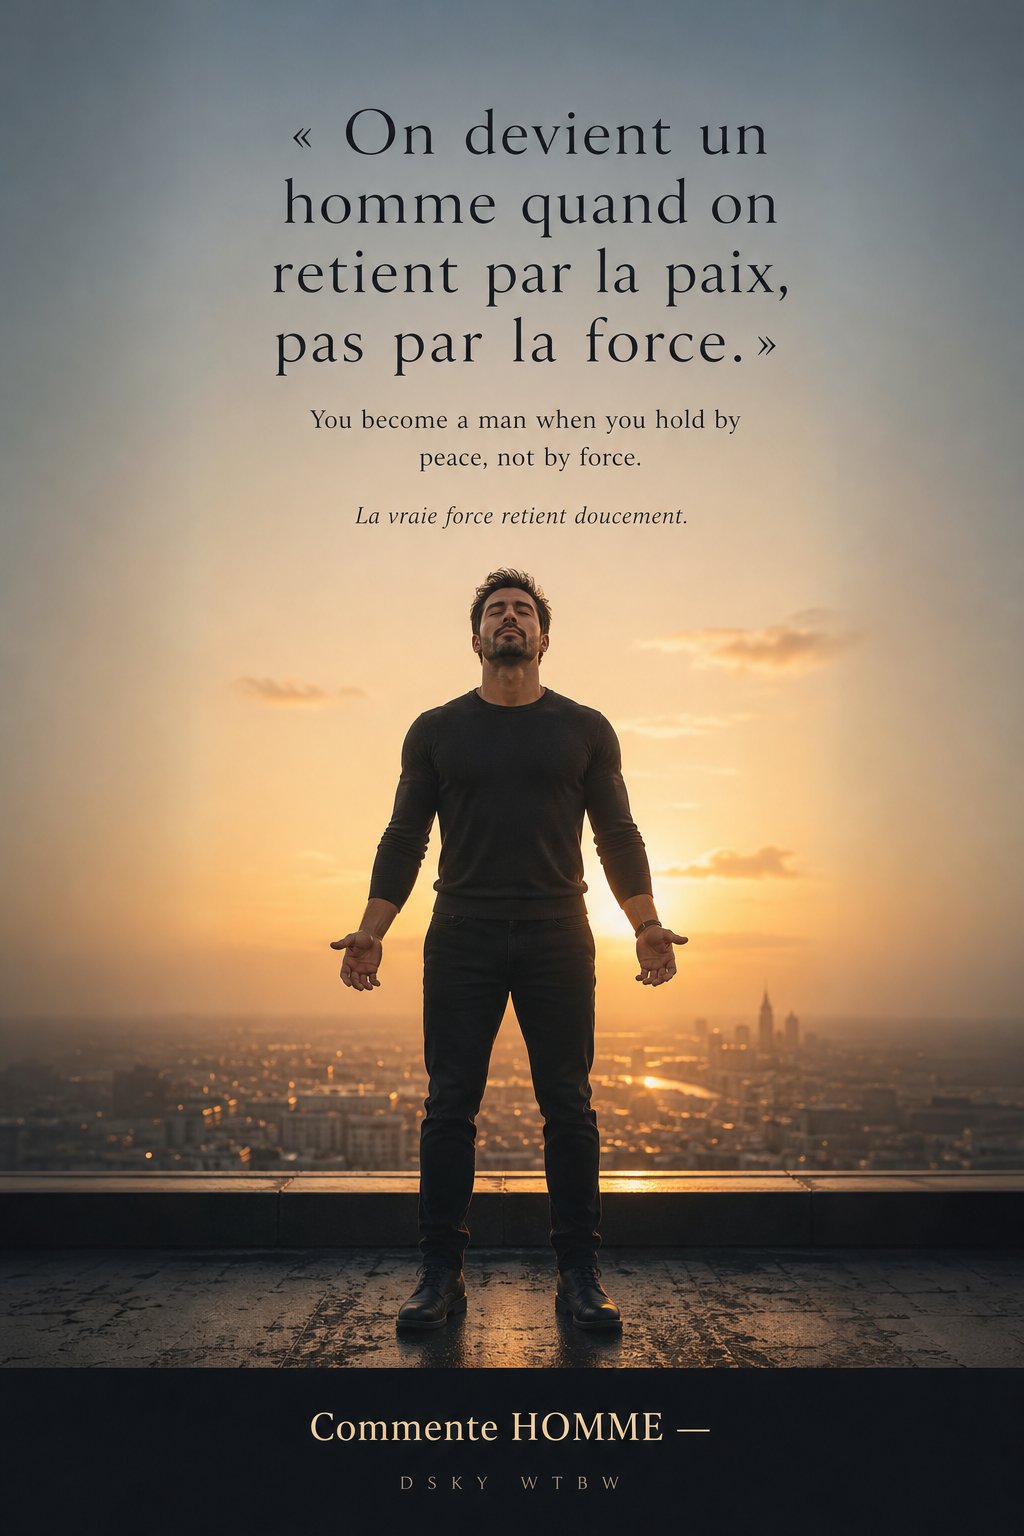 « On devient un
homme quand on
retient par la paix,
pas par la force. »
You become a man when you hold by
peace, not by force.
La vraie force retient doucement.
Commente HOMME —
DSKY WTBW